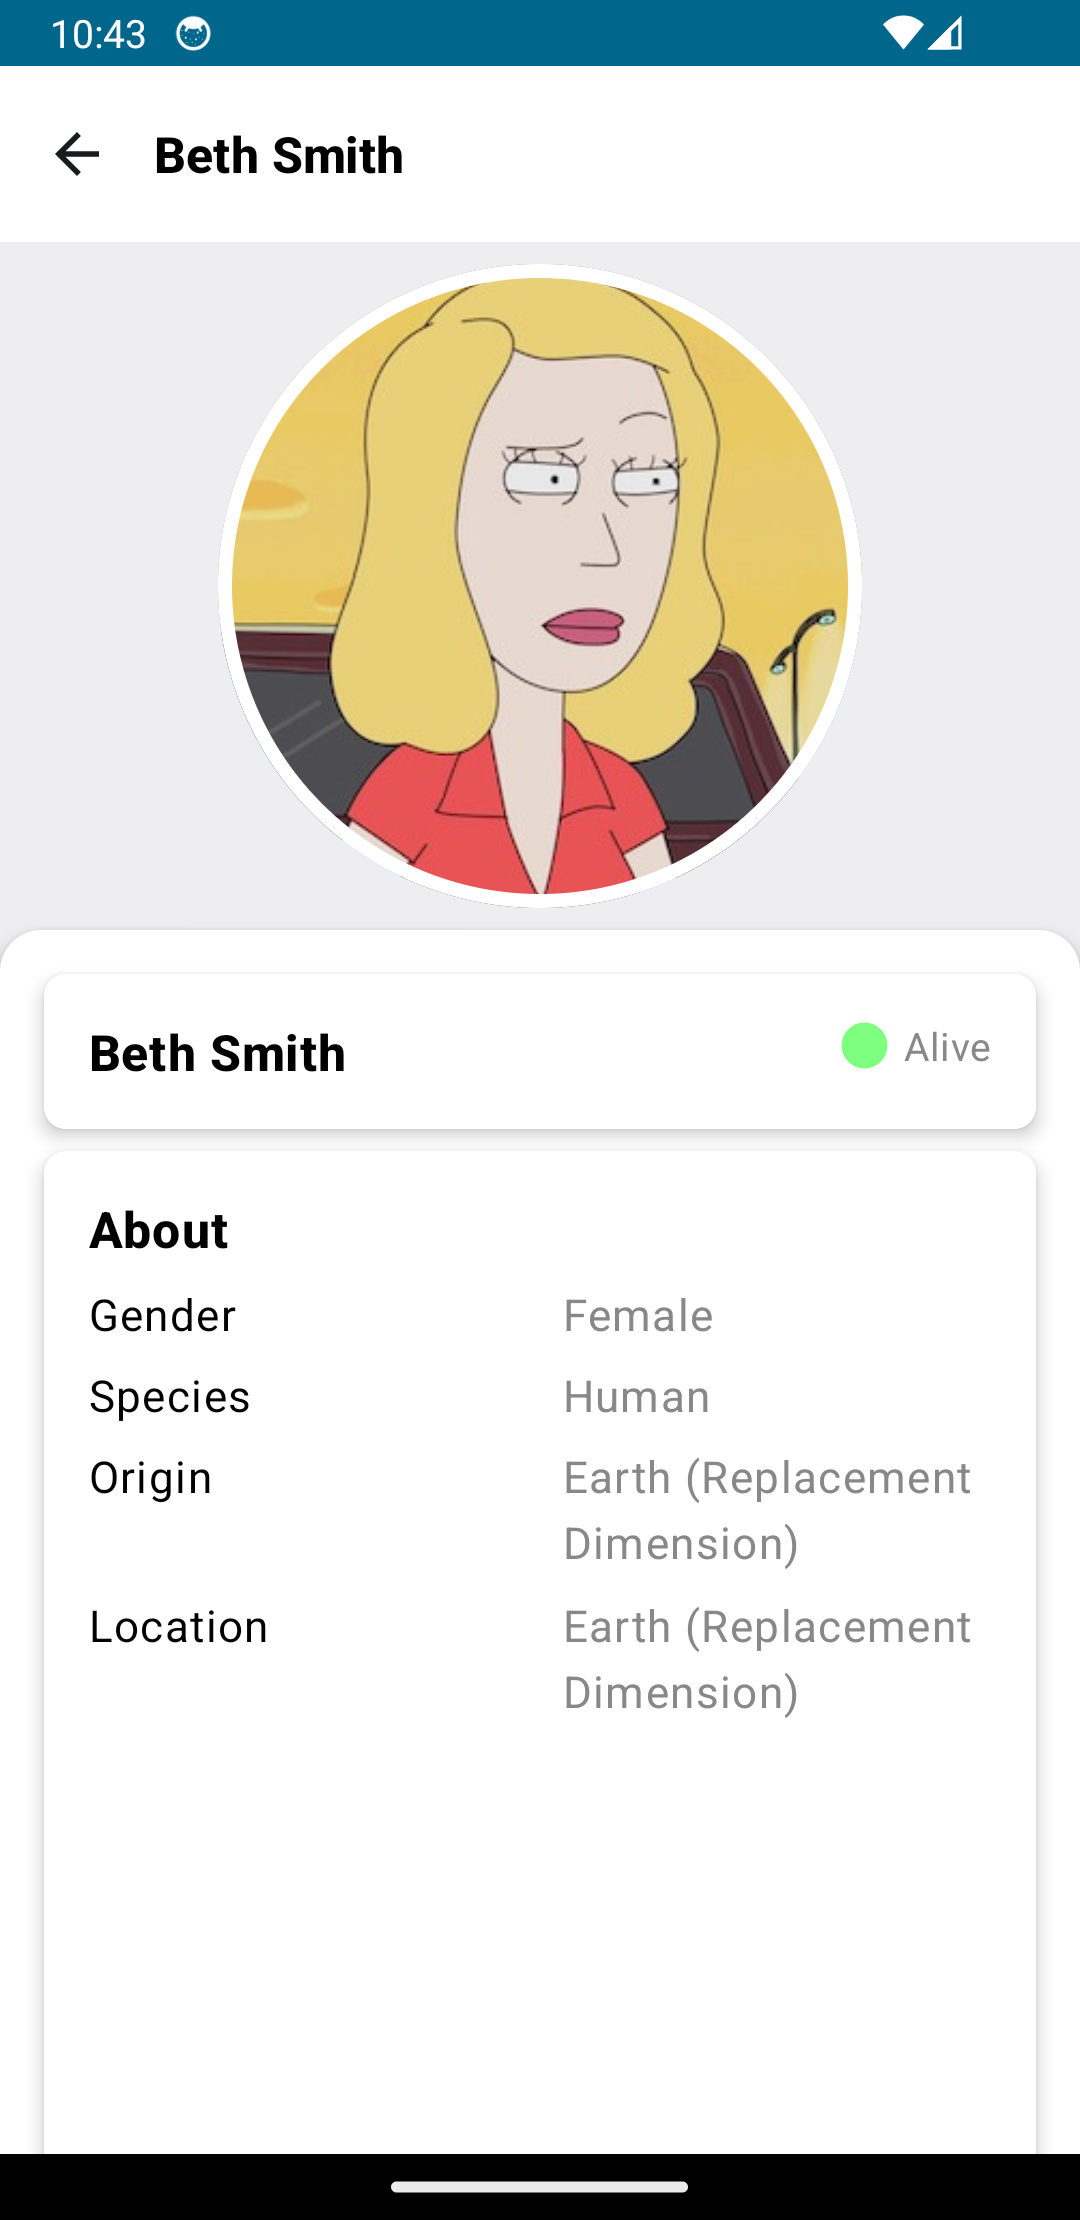 10:43
Beth Smith
Beth Smith
Alive
About
Gender
Female
Species
Human
Origin
Earth (Replacement
Dimension)
Location
Earth (Replacement
Dimension)